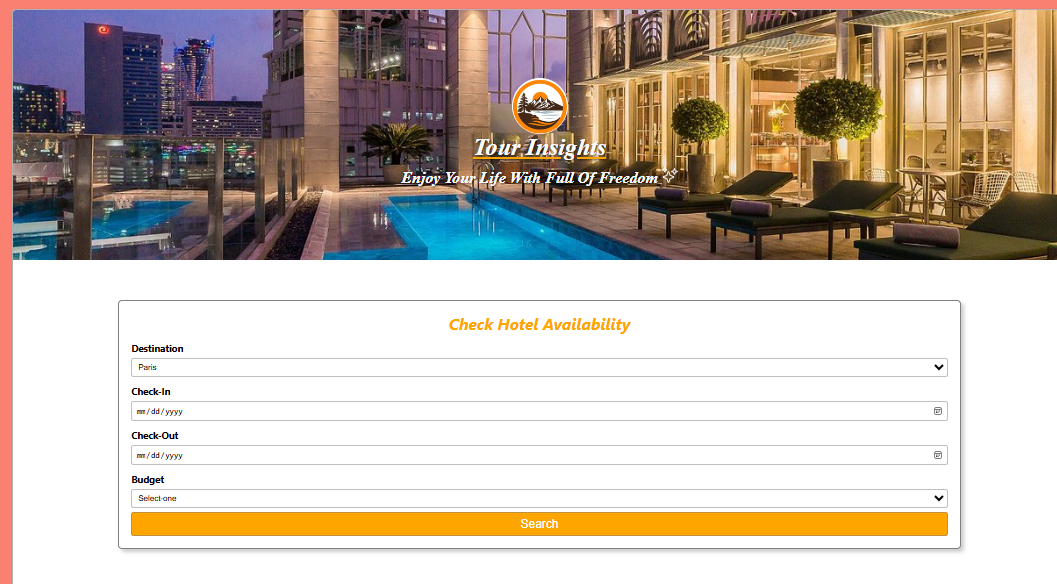 Tour Insights
Enjoy Your Life With Full Of Freedom ✨
Check Hotel Availability
Destination
Paris
Check-In
mm/dd/yyyy
Check-Out
mm/dd/yyyy
Budget
Select-one
Search